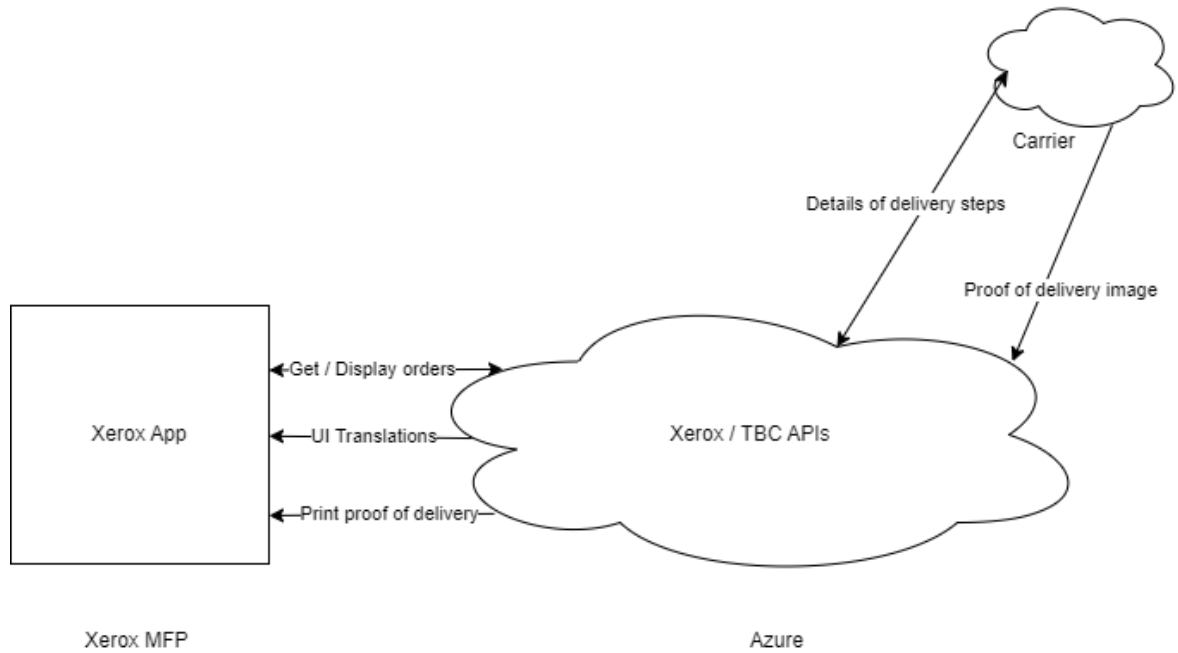 Carrier
Details of delivery steps
Proof of delivery image
Get / Display orders
Xerox App
UI Translations
Xerox / TBC APIs
Print proof of delivery
Xerox MFP
Azure